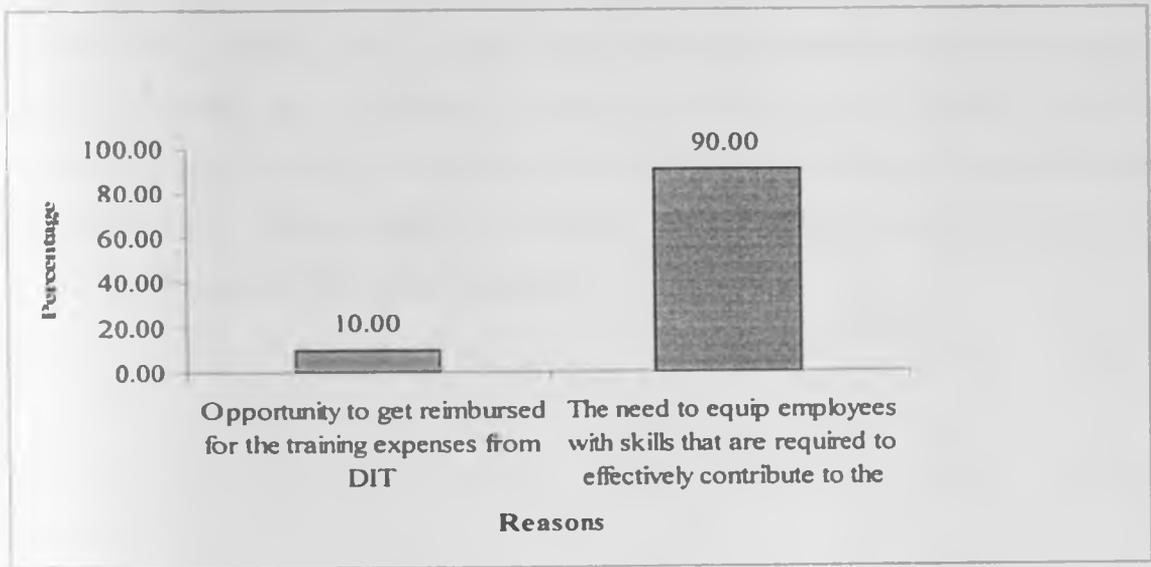 100.00
80.00
60.00
40.00
20.00
0.00
Percentage
10.00
90.00
Opportunity to get reimbursed
for the training expenses from
DIT
The need to equip employees
with skills that are required to
effectively contribute to the
Reasons